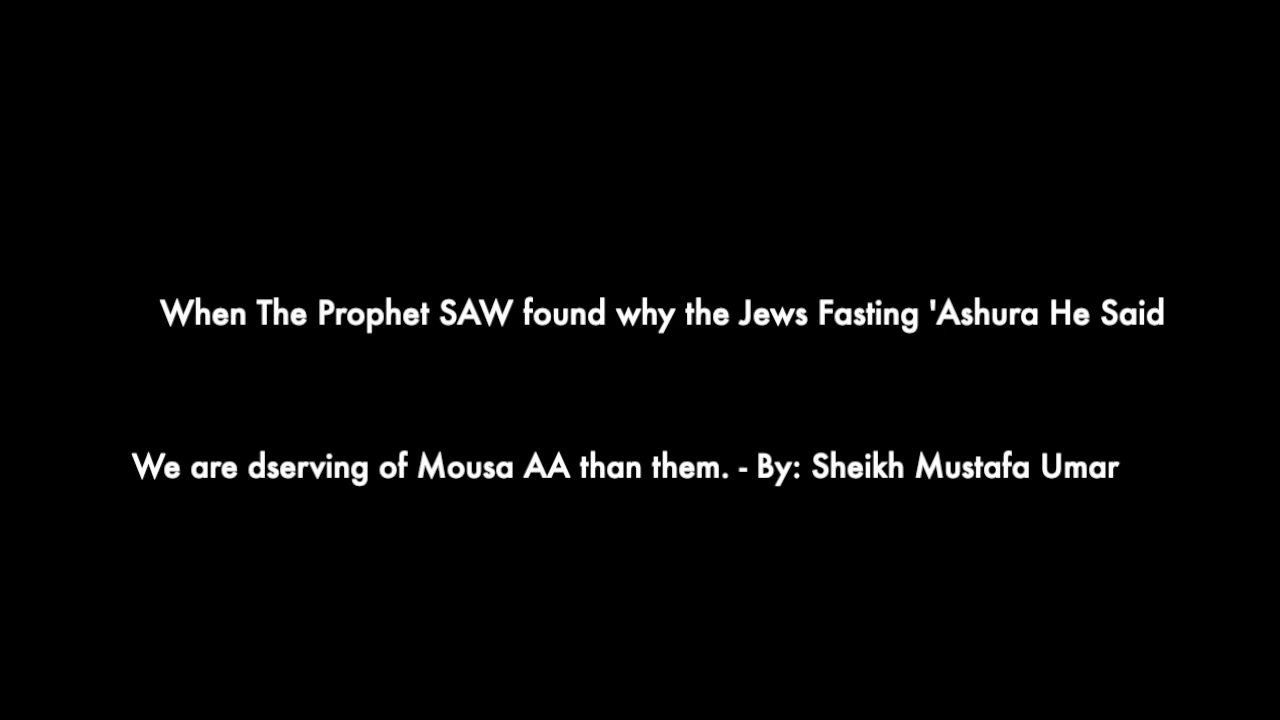 When The Prophet SAW found why the Jews Fasting 'Ashura He Said
We are dserving of Mousa AA than them. - By: Sheikh Mustafa Umar